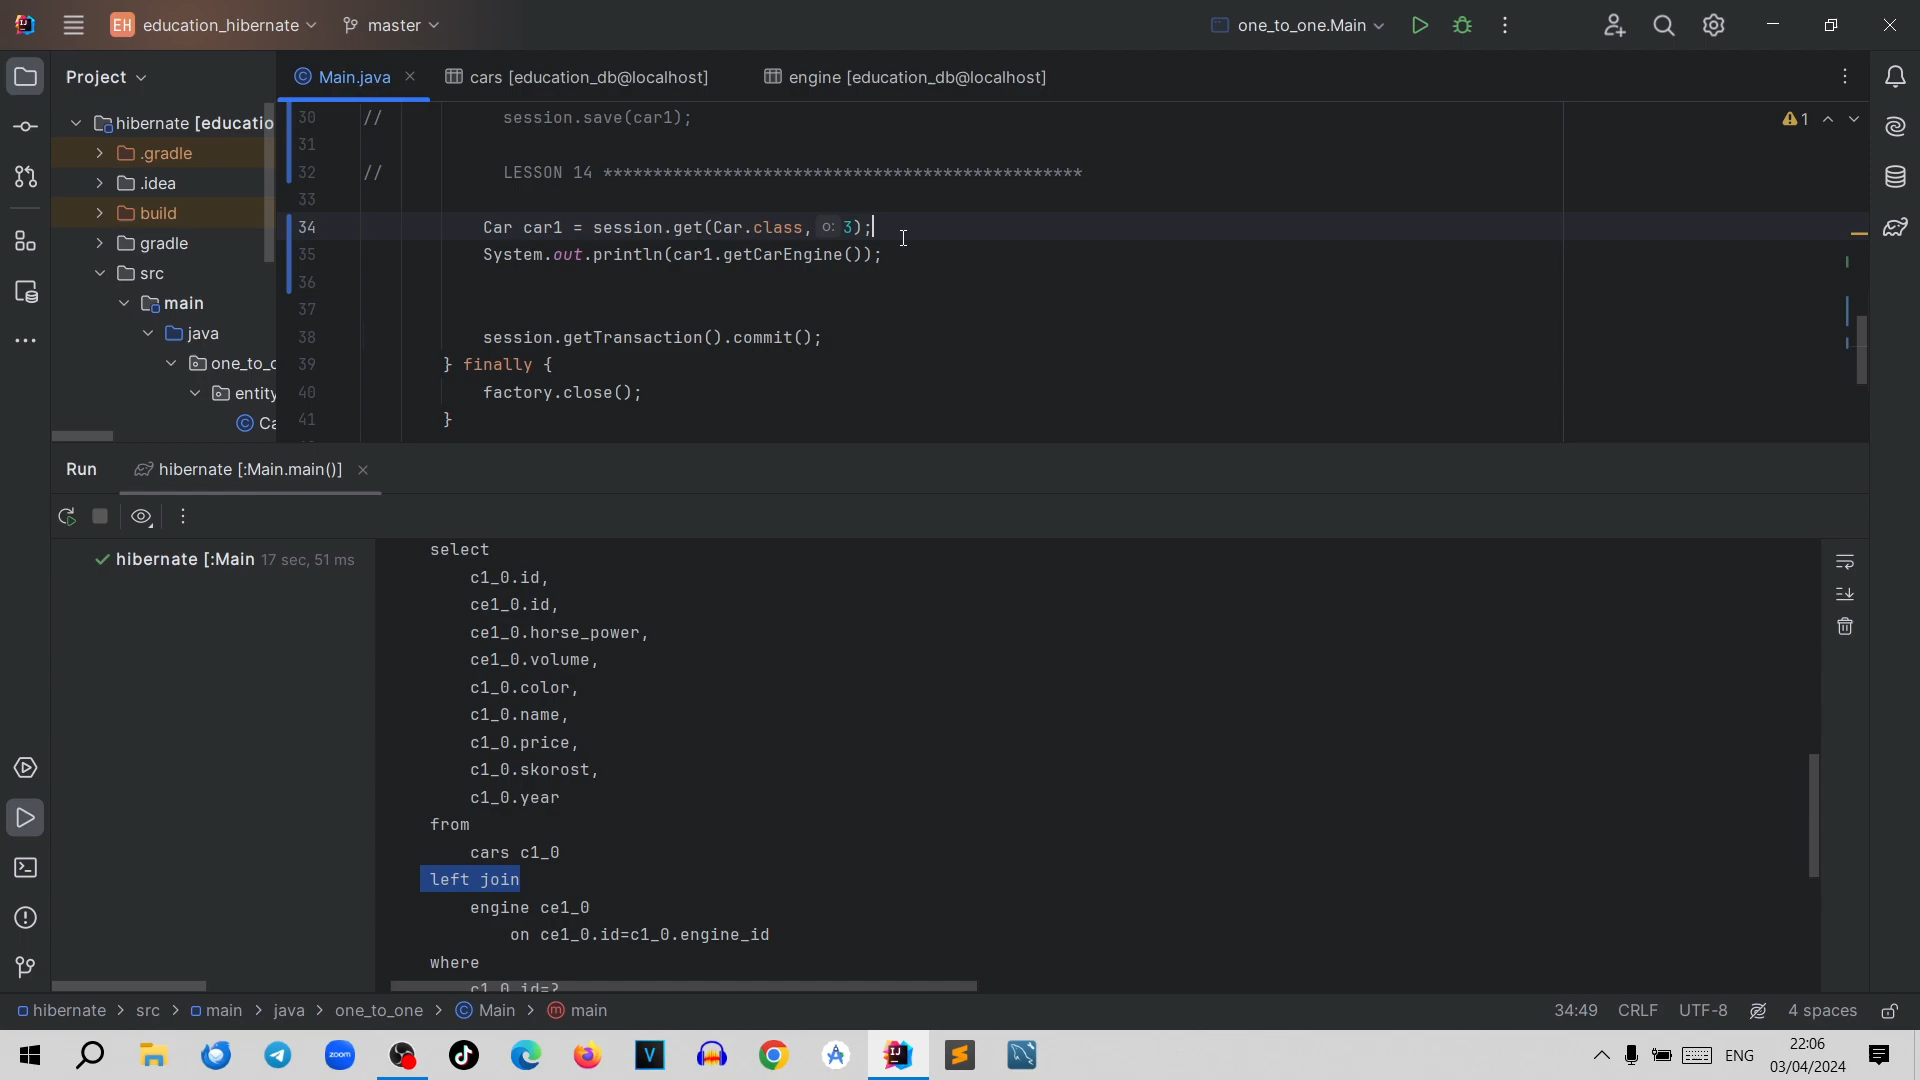 EH education_hibernate master one_to_one.Main
Project
Main.java cars [education_db@localhost] engine [education_db@localhost]
hibernate [educatio
.gradle
.idea
build
gradle
src
main
java
one_to_c
entity
Ca
30 // session.save(car1);
31
32 // LESSON 14 ************************************************
33
34 Car car1 = session.get(Car.class, o: 3);
35 System.out.println(car1.getCarEngine());
36
37
38 session.getTransaction().commit();
39 } finally {
40 factory.close();
41 }
1
Run hibernate [:Main.main()]
hibernate [:Main 17 sec, 51 ms
select
c1_0.id,
ce1_0.id,
ce1_0.horse_power,
ce1_0.volume,
c1_0.color,
c1_0.name,
c1_0.price,
c1_0.skorost,
c1_0.year
from
cars c1_0
left join
engine ce1_0
on ce1_0.id=c1_0.engine_id
where
c1_0.id=?
hibernate > src > main > java > one_to_one > Main > main 34:49 CRLF UTF-8 4 spaces
zoom
ENG
22:06
03/04/2024